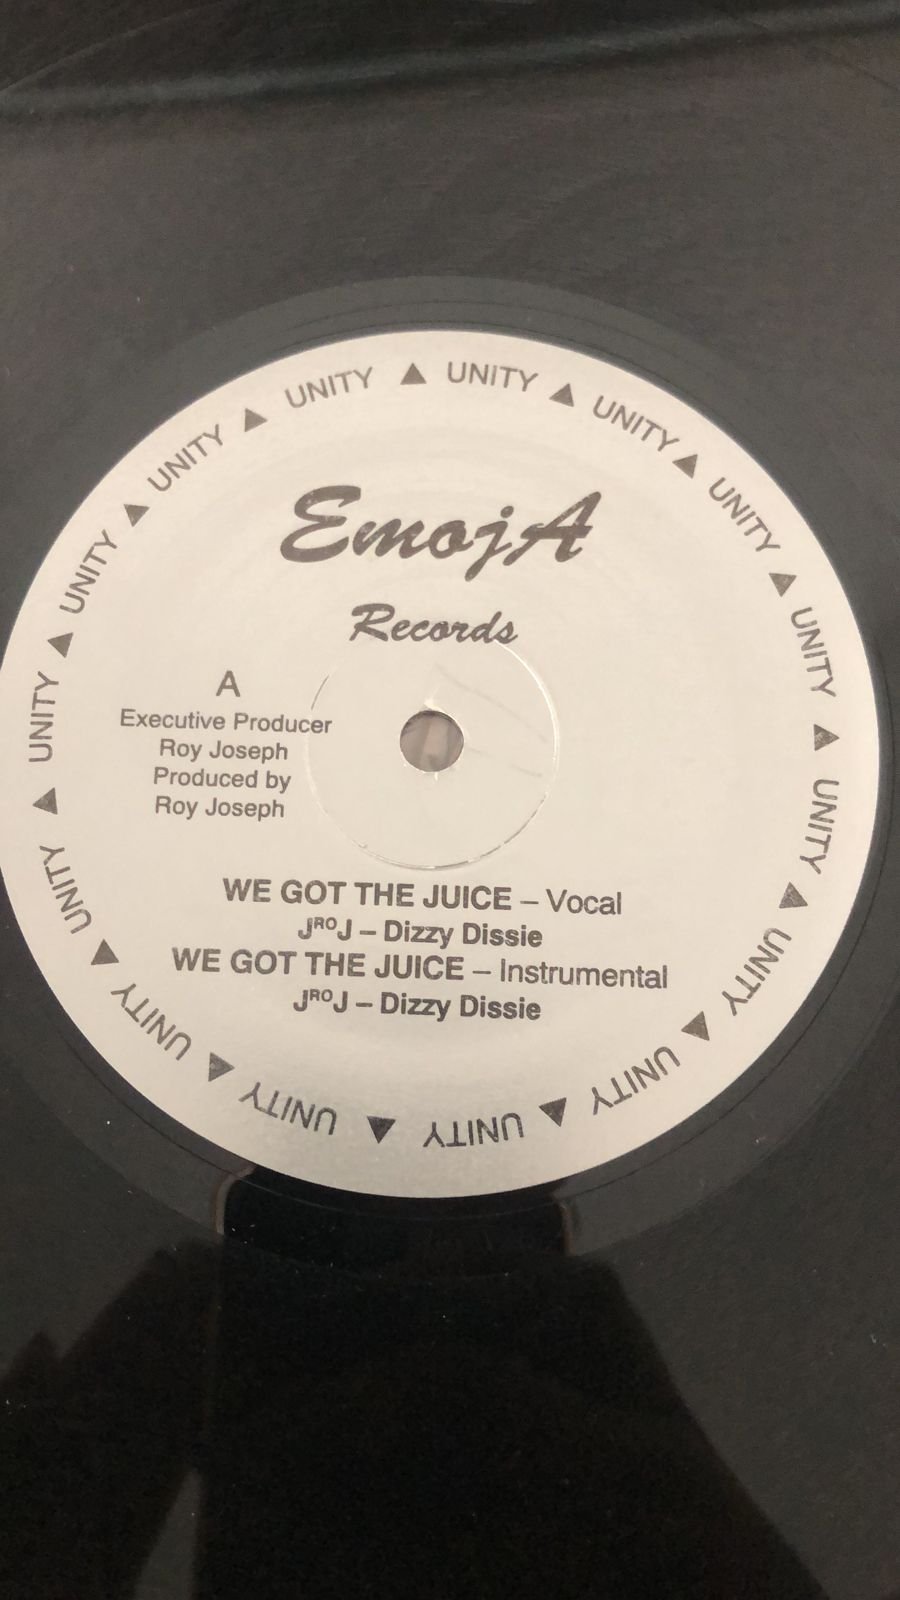 UNITY ▲ UNITY ▲ UNITY ▲ UNITY ▲ UNITY ▲ UNITY ▲ UNITY ▲ UNITY ▲ UNITY ▲ UNITY ▲ UNITY ▲ UNITY ▲ UNITY ▲ UNITY ▲ UNITY ▲
EmojA
Records
A
Executive Producer
Roy Joseph
Produced by
Roy Joseph
WE GOT THE JUICE – Vocal
JROJ – Dizzy Dissie
WE GOT THE JUICE – Instrumental
JROJ – Dizzy Dissie